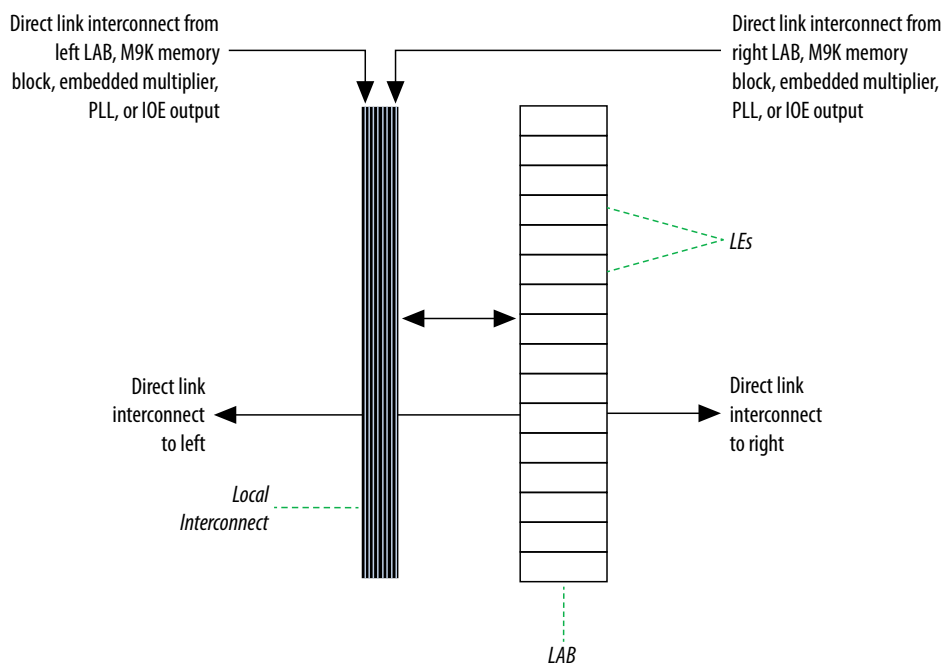 Direct link interconnect from
left LAB, M9K memory
block, embedded multiplier,
PLL, or IOE output
Direct link interconnect from
right LAB, M9K memory
block, embedded multiplier,
PLL, or IOE output
LEs
Direct link
interconnect
to left
Direct link
interconnect
to right
Local
Interconnect
LAB